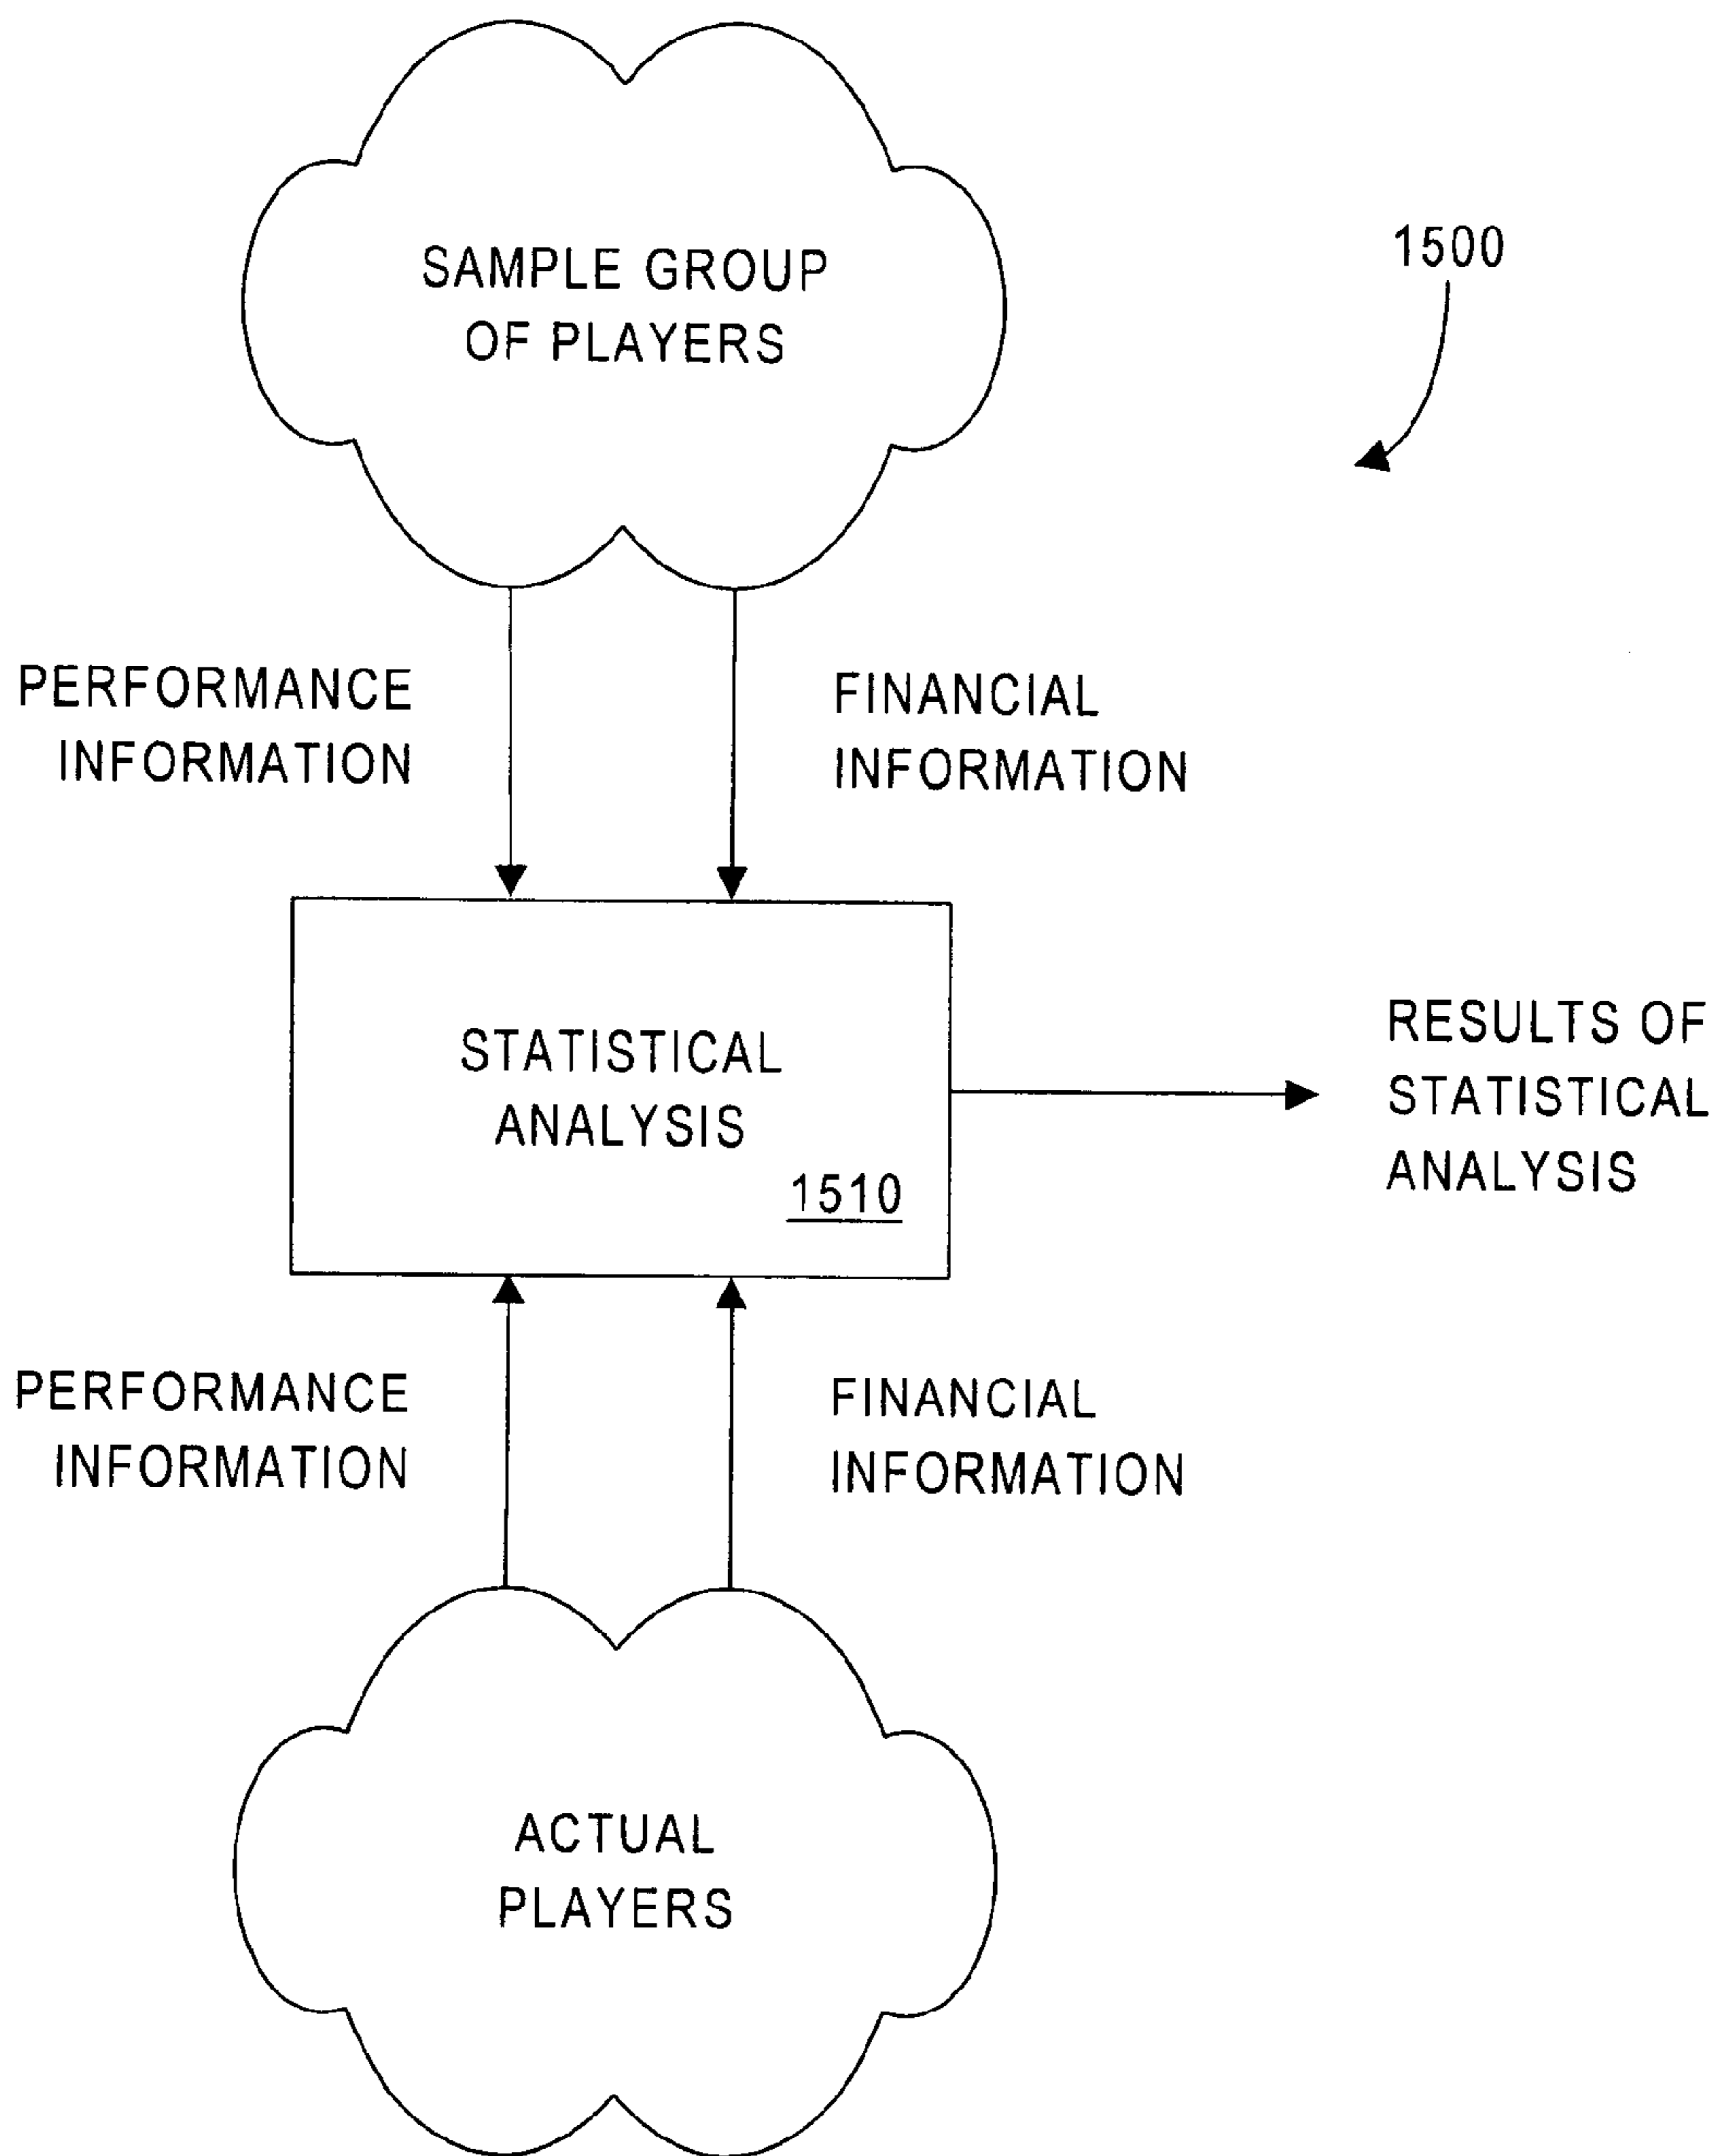 SAMPLE GROUP
OF PLAYERS
1500
PERFORMANCE
INFORMATION
FINANCIAL
INFORMATION
STATISTICAL
ANALYSIS
1510
RESULTS OF
STATISTICAL
ANALYSIS
PERFORMANCE
INFORMATION
FINANCIAL
INFORMATION
ACTUAL
PLAYERS